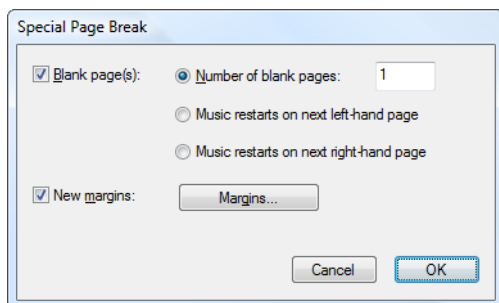 Special Page Break
Blank page(s): Number of blank pages: 1
Music restarts on next left-hand page
Music restarts on next right-hand page
New margins: Margins...
Cancel OK